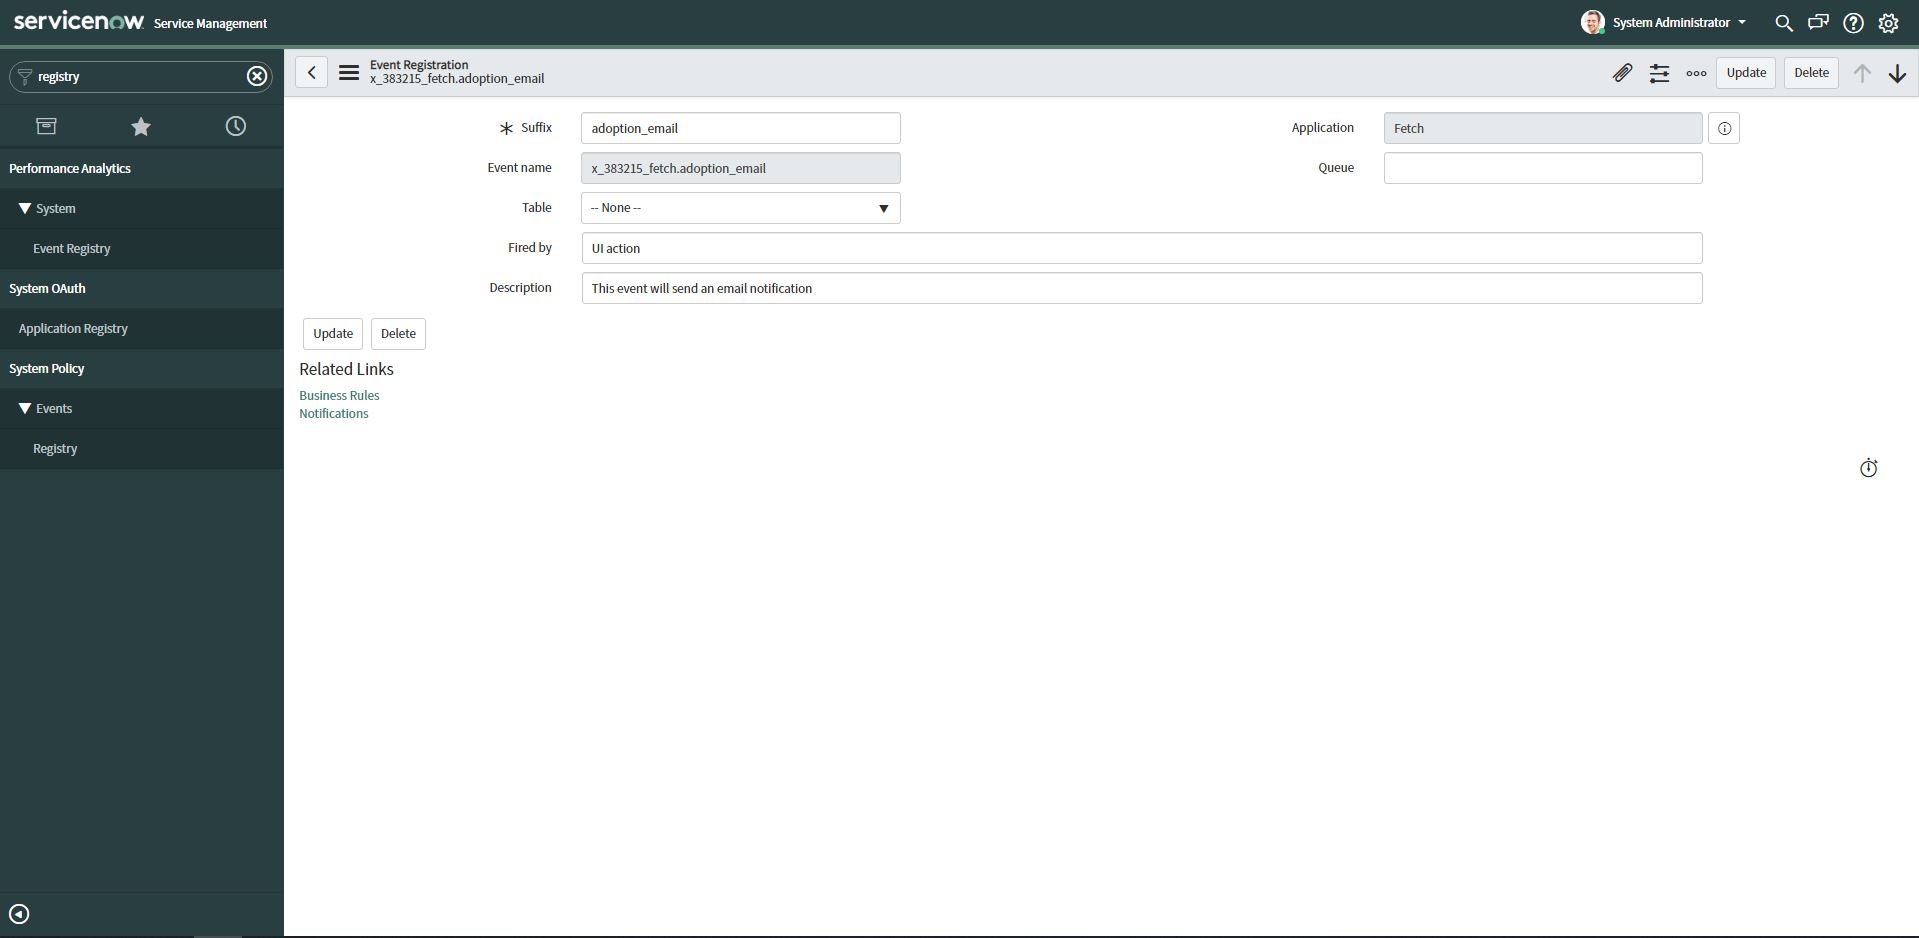 servicenow Service Management
System Administrator
registry
Performance Analytics
System
Event Registry
System OAuth
Application Registry
System Policy
Events
Registry
Event Registration
x_383215_fetch.adoption_email
Update
Delete
Suffix
adoption_email
Application
Fetch
Event name
x_383215_fetch.adoption_email
Queue
Table
-- None --
Fired by
UI action
Description
This event will send an email notification
Update
Delete
Related Links
Business Rules
Notifications